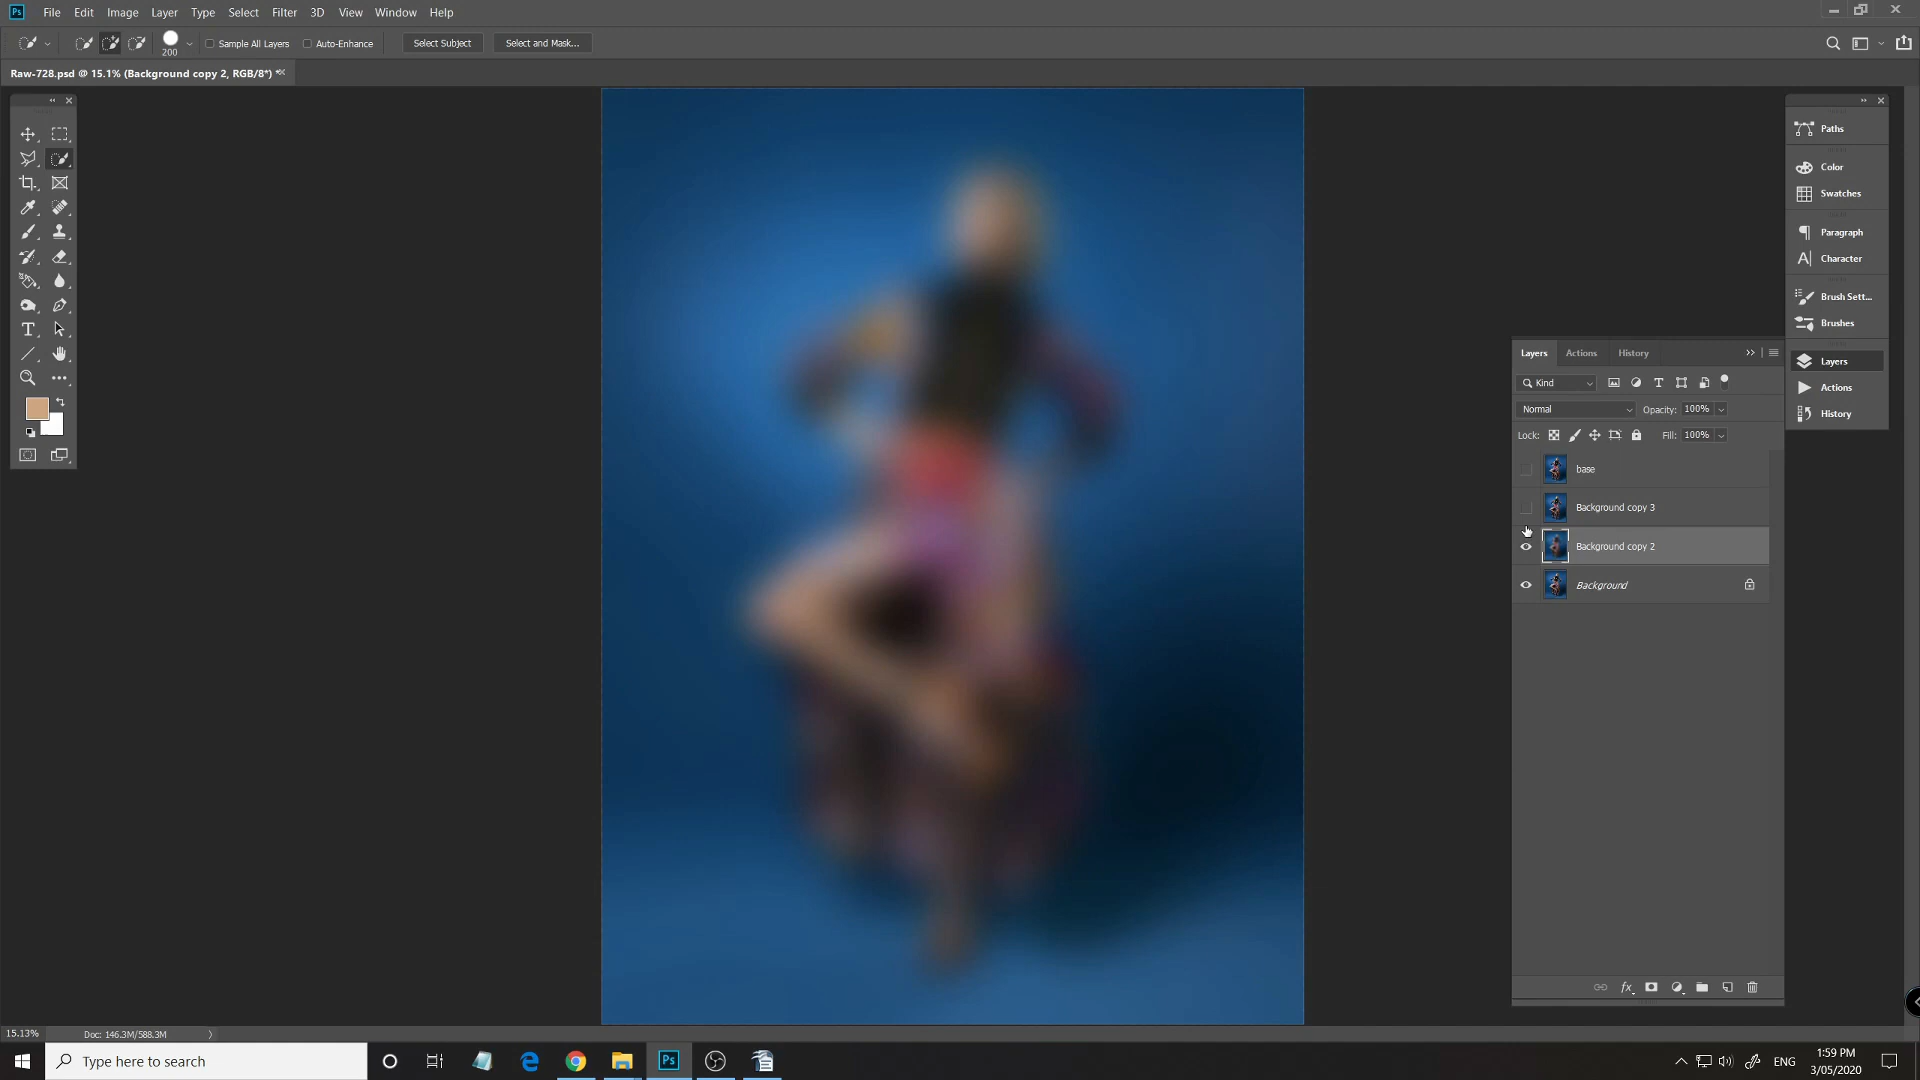 Ps File Edit Image Layer Type Select Filter 3D View Window Help
200 Sample All Layers Auto-Enhance Select Subject Select and Mask...
Raw-728.psd @ 15.1% (Background copy 2, RGB/8*) *
Paths
Color
Swatches
Paragraph
Character
Brush Sett...
Brushes
Layers
Actions
History
Layers Actions History
Kind
Normal Opacity: 100%
Lock: Fill: 100%
base
Background copy 3
Background copy 2
Background
fx
15.13% Doc: 146.3M/588.3M
Type here to search
Ps
ENG
1:59 PM
3/05/2020